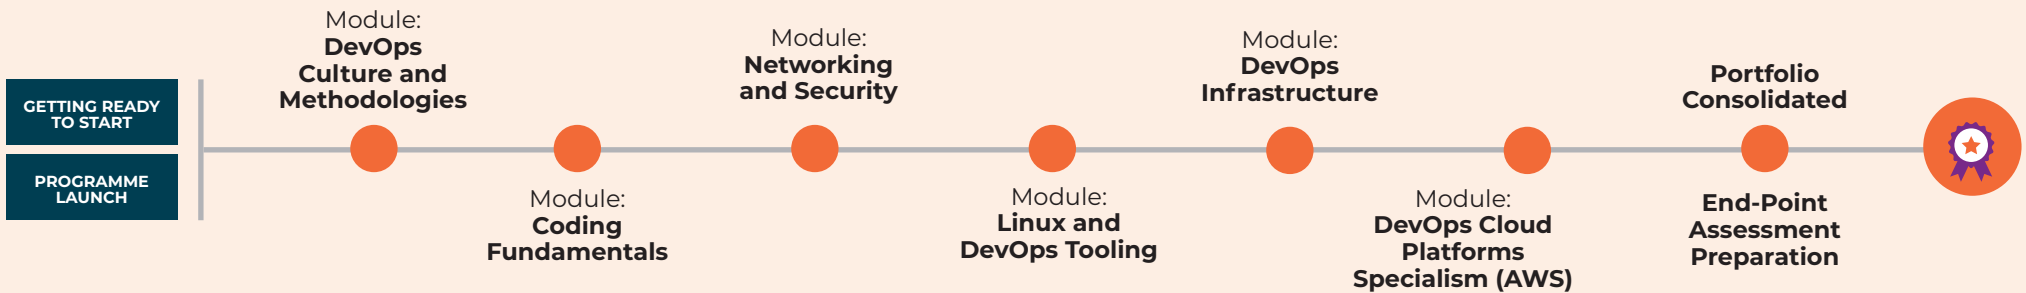 GETTING READY
TO START
PROGRAMME
LAUNCH
Module:
DevOps
Culture and
Methodologies
Module:
Coding
Fundamentals
Module:
Networking
and Security
Module:
Linux and
DevOps Tooling
Module:
DevOps
Infrastructure
Module:
DevOps Cloud
Platforms
Specialism (AWS)
Portfolio
Consolidated
End-Point
Assessment
Preparation